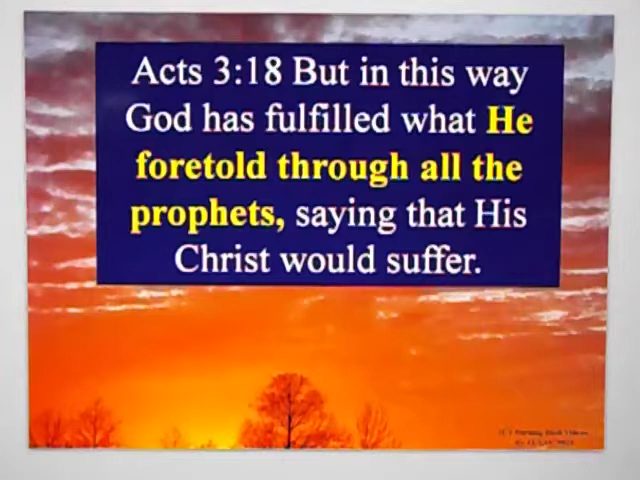 Acts 3:18 But in this way
God has fulfilled what He
foretold through all the
prophets, saying that His
Christ would suffer.